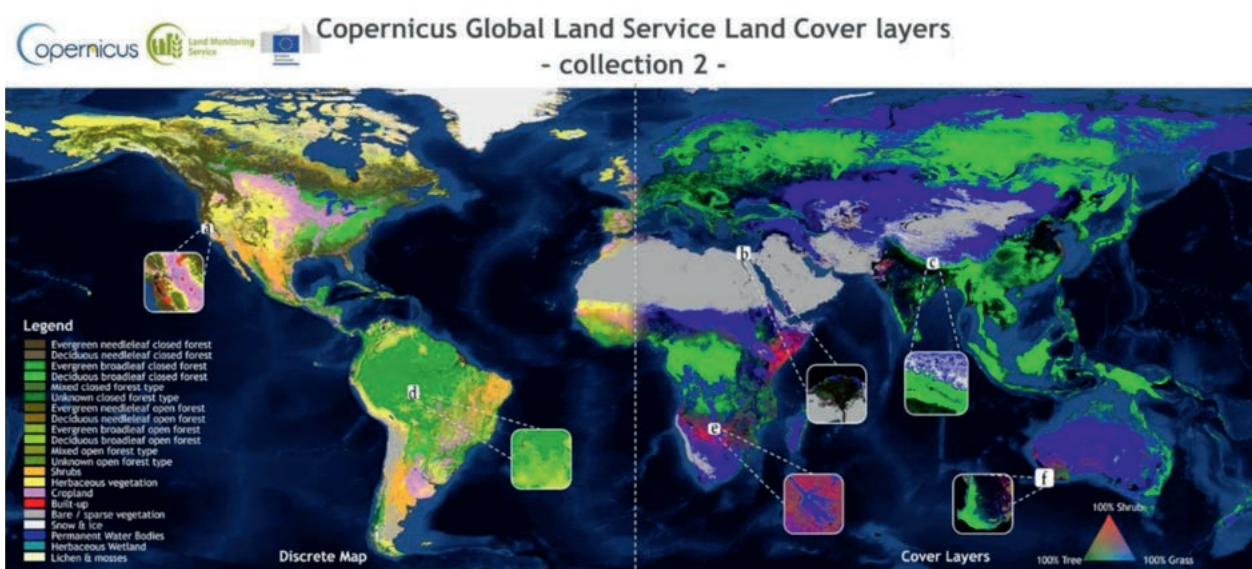 Copernicus
Land Monitoring
Service
Copernicus Global Land Service Land Cover layers
- collection 2 -
a
b
c
d
e
f
Legend
Evergreen needleleaf closed forest
Deciduous needleleaf closed forest
Evergreen broadleaf closed forest
Deciduous broadleaf closed forest
Mixed closed forest type
Unknown closed forest type
Evergreen needleleaf open forest
Deciduous needleleaf open forest
Evergreen broadleaf open forest
Deciduous broadleaf open forest
Mixed open forest type
Unknown open forest type
Shrubs
Herbaceous vegetation
Cropland
Built-up
Bare / sparse vegetation
Snow & ice
Permanent Water Bodies
Herbaceous Wetland
Lichen & mosses
Discrete Map
Cover Layers
100% Shrub
100% Tree
100% Grass